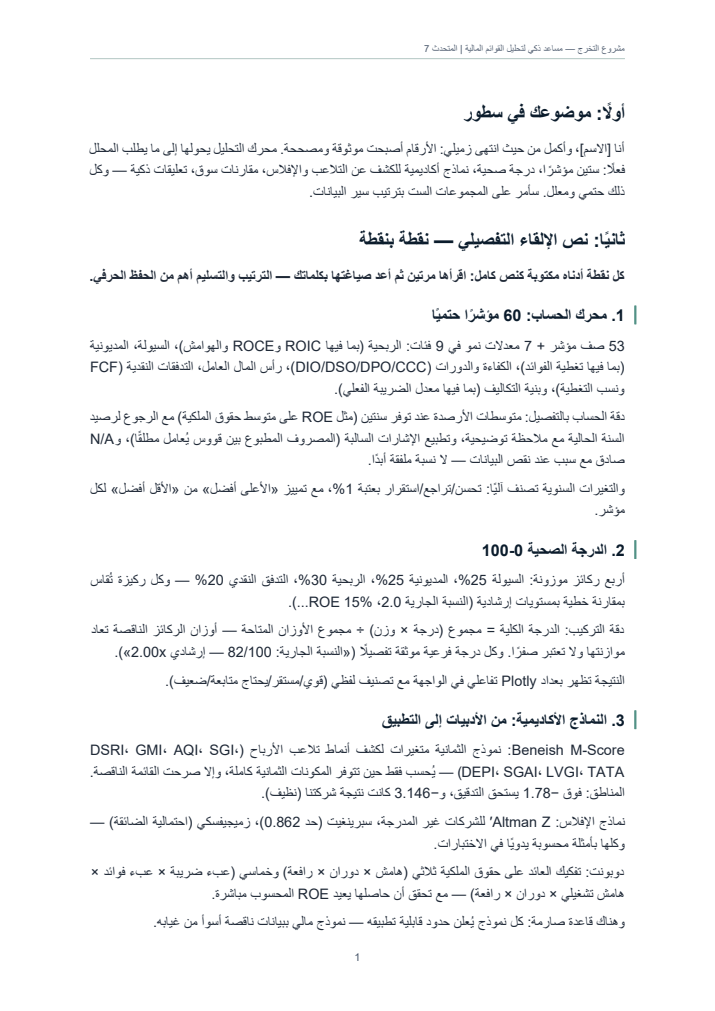 مشروع التخرج — مساعد ذكي لتحليل القوائم المالية | المتحدث 7
أولًا: موضوعك في سطور
أنا [الاسم]، وأكمل من حيث انتهى زميلي: الأرقام أصبحت موثوقة ومصححة. محرك التحليل يحولها إلى ما يطلب المحلل
فعلًا: ستين مؤشرًا، درجة صحية، نماذج أكاديمية للكشف عن التلاعب والإفلاس، مقارنات سوق، تعليقات ذكية — وكل
ذلك حتمي ومعلل. سأمر على المجموعات الست بترتيب سير البيانات.
ثانيًا: نص الإلقاء التفصيلي — نقطة بنقطة
كل نقطة أدناه مكتوبة كنص كامل: اقرأها مرتين ثم أعد صياغتها بكلماتك — الترتيب والتسليم أهم من الحفظ الحرفي.
1. محرك الحساب: 60 مؤشرًا حتميًا
53 صف مؤشر + 7 معدلات نمو في 9 فئات: الربحية (بما فيها ROIC وROCE والهوامش)، السيولة، المديونية
(بما فيها تغطية الفوائد)، الكفاءة والدورات (DIO/DSO/DPO/CCC)، رأس المال العامل، التدفقات النقدية (FCF
ونسب التغطية)، وبنية التكاليف (بما فيها معدل الضريبة الفعلي).
دقة الحساب بالتفصيل: متوسطات الأرصدة عند توفر سنتين (مثل ROE على متوسط حقوق الملكية) مع الرجوع لرصيد
السنة الحالية مع ملاحظة توضيحية، وتطبيع الإشارات السالبة (المصروف المطبوع بين قووس يُعامل مطلقًا)، وN/A
صادق مع سبب عند نقص البيانات — لا نسبة ملفقة أبدًا.
والتغيرات السنوية تصنف آليًا: تحسن/تراجع/استقرار بعتبة 1%، مع تمييز «الأعلى أفضل» من «الأقل أفضل» لكل
مؤشر.
2. الدرجة الصحية 0-100
أربع ركائز موزونة: السيولة 25%، المديونية 25%، الربحية 30%، التدفق النقدي 20% — وكل ركيزة تُقاس
بمقارنة خطية بمستويات إرشادية (النسبة الجارية 2.0، ROE 15%...).
دقة التركيب: الدرجة الكلية = مجموع (درجة × وزن) ÷ مجموع الأوزان المتاحة — أوزان الركائز الناقصة تعاد
موازنتها ولا تعتبر صفرًا. وكل درجة فرعية موثقة تفصيلًا («النسبة الجارية: 82/100 — إرشادي 2.00x»).
النتيجة تظهر بعداد Plotly تفاعلي في الواجهة مع تصنيف لفظي (قوي/مستقر/يحتاج متابعة/ضعيف).
3. النماذج الأكاديمية: من الأدبيات إلى التطبيق
Beneish M-Score: نموذج الثمانية متغيرات لكشف أنماط تلاعب الأرباح (DSRI، GMI، AQI، SGI،
DEPI، SGAI، LVGI، TATA) — يُحسب فقط حين تتوفر المكونات الثمانية كاملة، وإلا صرحت القائمة الناقصة.
المناطق: فوق −1.78 يستحق التدقيق، و−3.146 كانت نتيجة شركتنا (نظيف).
نماذج الإفلاس: Altman Z′ للشركات غير المدرجة، سبرينغيت (حد 0.862)، زميجيفسكي (احتمالية الضائقة) —
وكلها بأمثلة محسوبة يدويًا في الاختبارات.
دوبونت: تفكيك العائد على حقوق الملكية ثلاثي (هامش × دوران × رافعة) وخماسي (عبء ضريبة × عبء فوائد ×
هامش تشغيلي × دوران × رافعة) — مع تحقق أن حاصلها يعيد ROE المحسوب مباشرة.
وهناك قاعدة صارمة: كل نموذج يُعلن حدود قابلية تطبيقه — نموذج مالي ببيانات ناقصة أسوأ من غيابه.
1